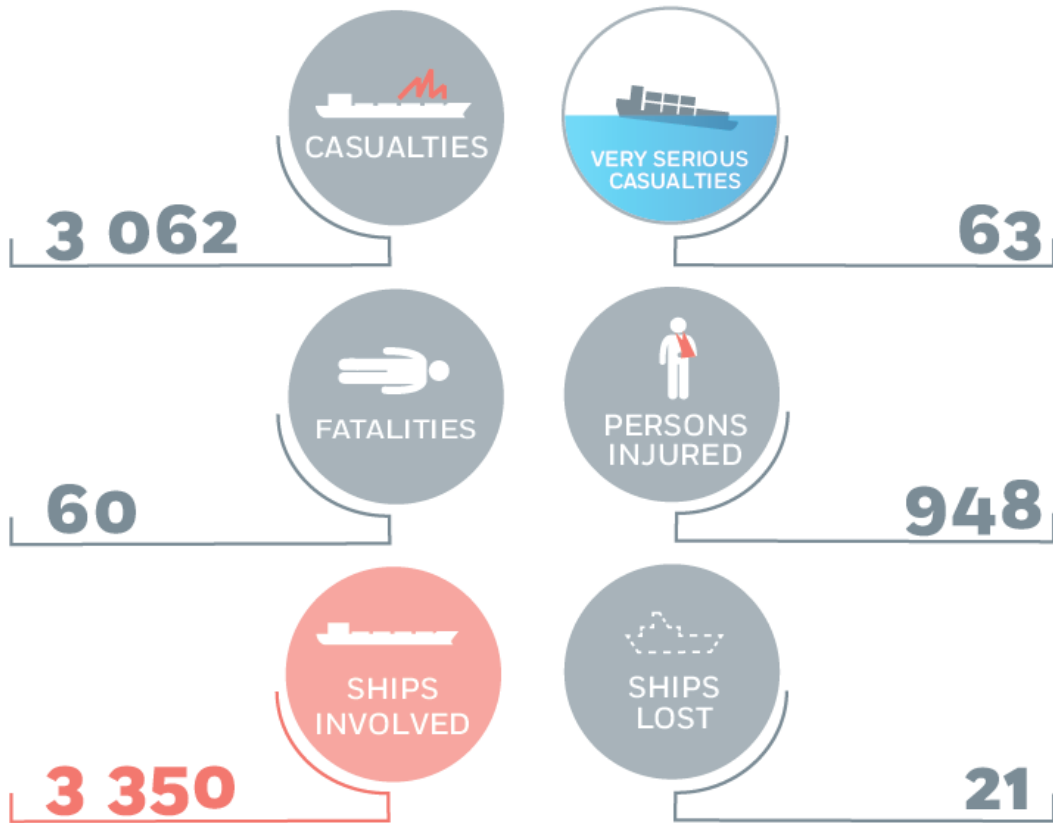 CASUALTIES
3 062
VERY SERIOUS
CASUALTIES
63
FATALITIES
60
PERSONS
INJURED
948
SHIPS
INVOLVED
3 350
SHIPS
LOST
21